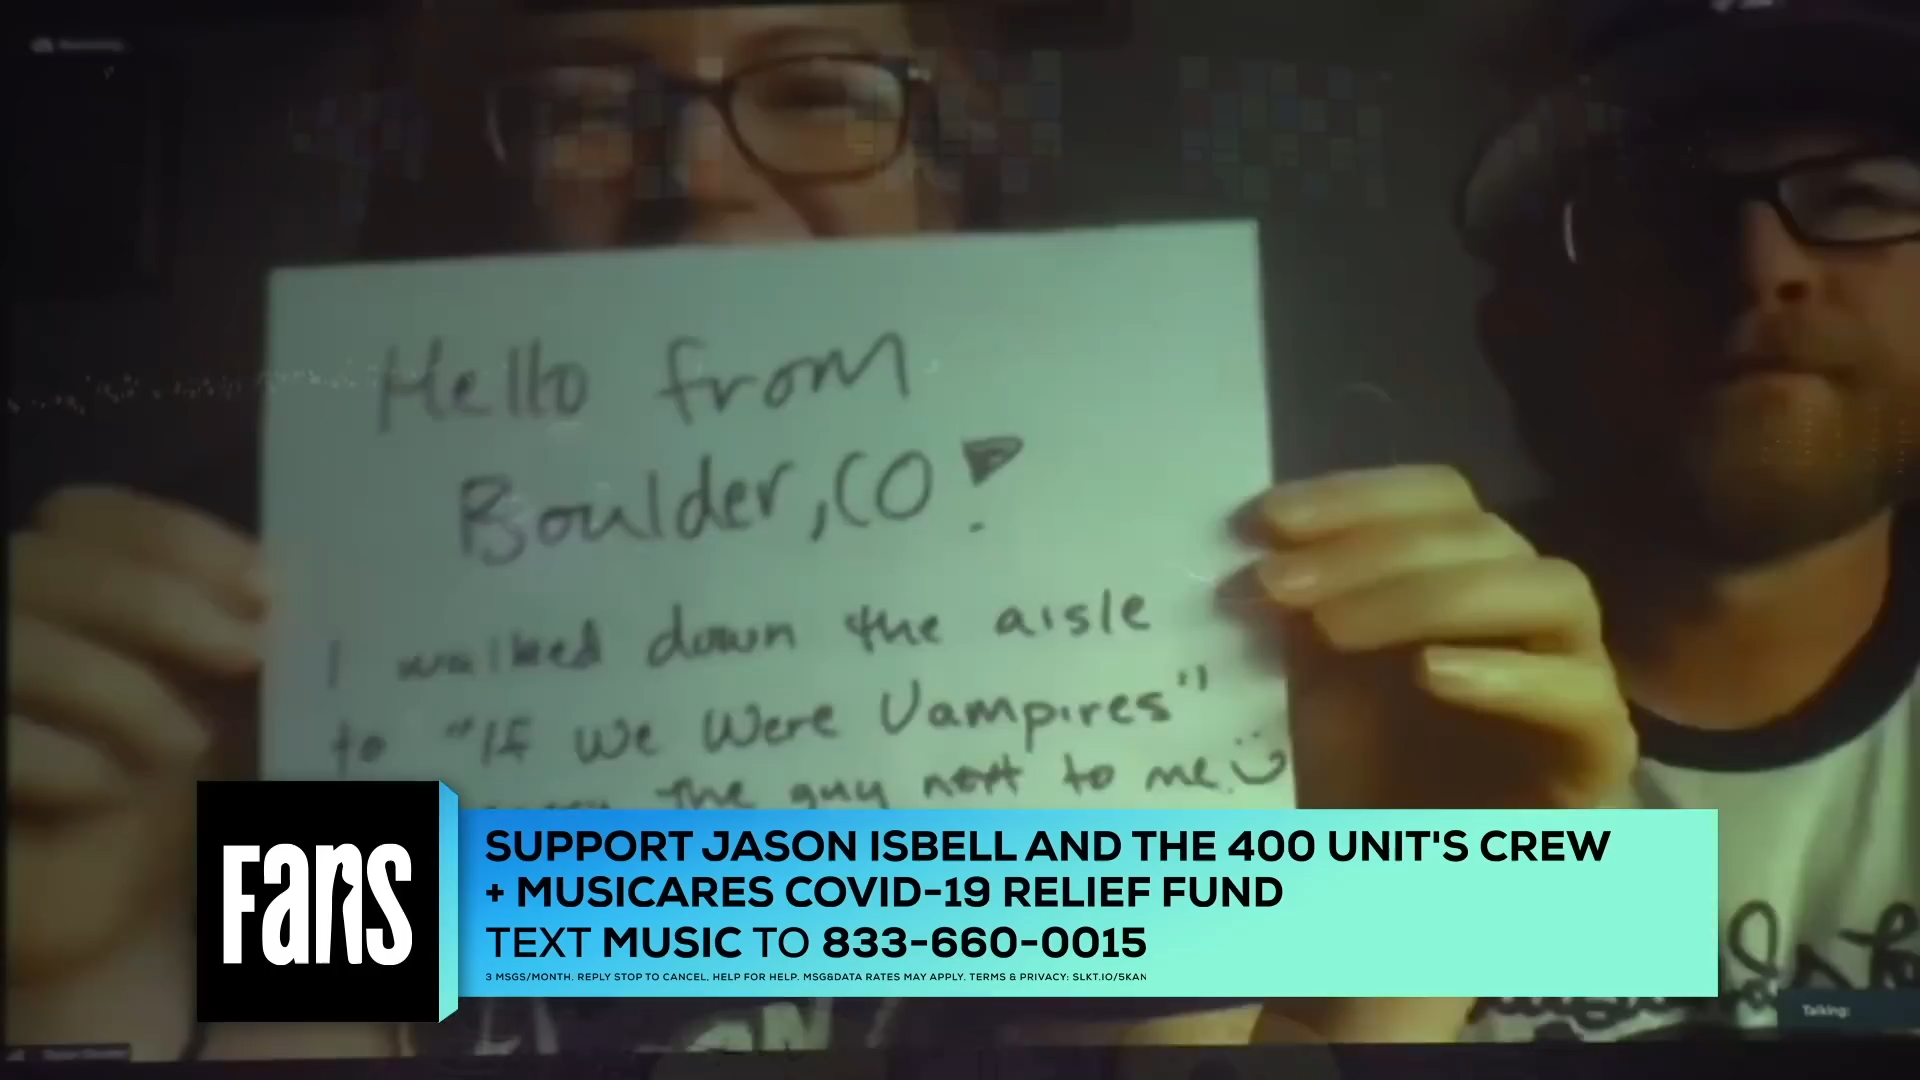 Hello from
Boulder, CO!
I walked down the aisle
to "If We Were Vampires"
the guy next to me. :)
Fans
SUPPORT JASON ISBELL AND THE 400 UNIT'S CREW
+ MUSICARES COVID-19 RELIEF FUND
TEXT MUSIC TO 833-660-0015
3 MSGS/MONTH. REPLY STOP TO CANCEL, HELP FOR HELP. MSG&DATA RATES MAY APPLY. TERMS & PRIVACY: SLKT.IO/5KAN
Talking: